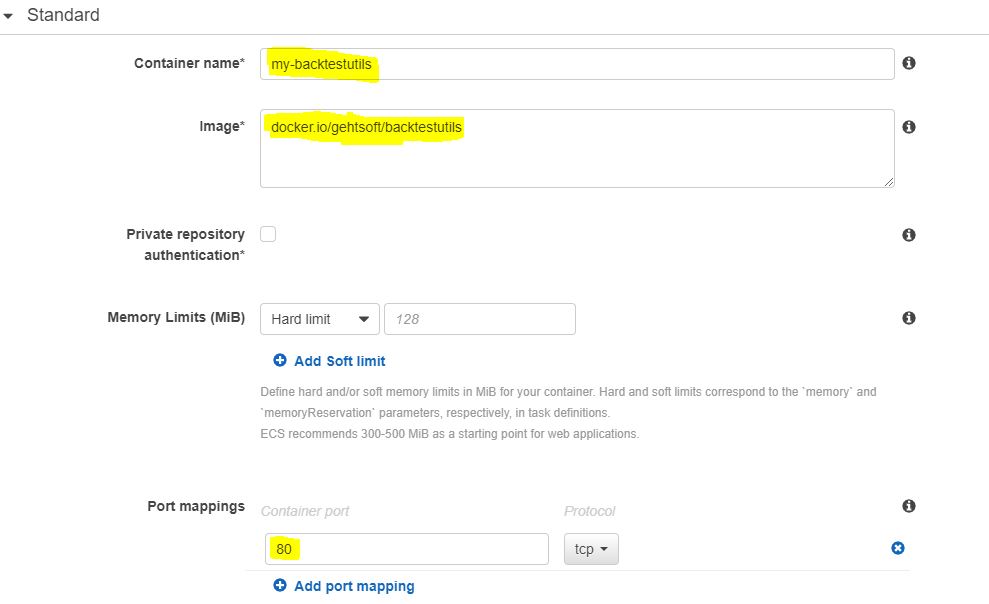 Standard
Container name* my-backtestutils
Image* docker.io/gehtsoft/backtestutils
Private repository
authentication*
Memory Limits (MiB) Hard limit 128
Add Soft limit
Define hard and/or soft memory limits in MiB for your container. Hard and soft limits correspond to the `memory` and
`memoryReservation` parameters, respectively, in task definitions.
ECS recommends 300-500 MiB as a starting point for web applications.
Port mappings Container port Protocol
80 tcp
Add port mapping